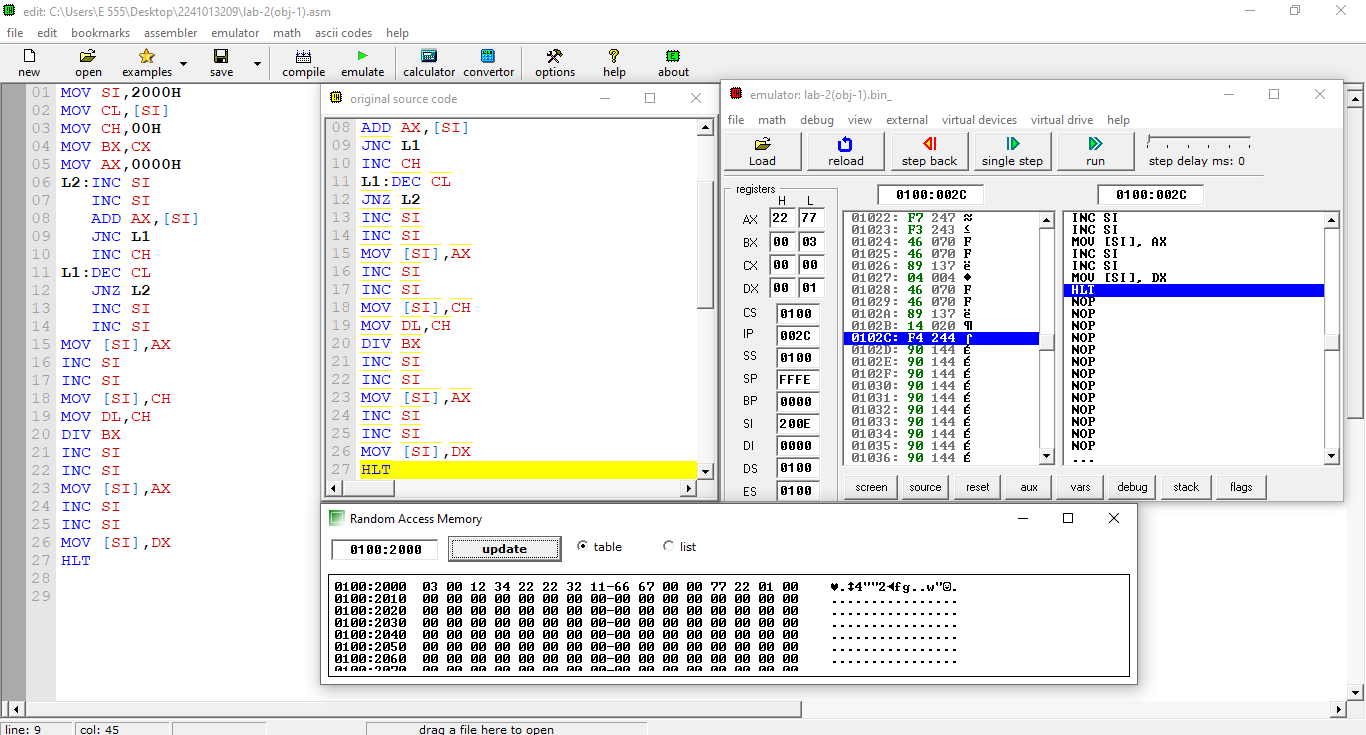 edit: C:\Users\E 555\Desktop\2241013209\lab-2(obj-1).asm
file edit bookmarks assembler emulator math ascii codes help
new open examples save compile emulate calculator convertor options help about
01 MOV SI,2000H
02 MOV CL,[SI]
03 MOV CH,00H
04 MOV BX,CX
05 MOV AX,0000H
06 L2:INC SI
07 INC SI
08 ADD AX,[SI]
09 JNC L1
10 INC CH
11 L1:DEC CL
12 JNZ L2
13 INC SI
14 INC SI
15 MOV [SI],AX
16 INC SI
17 INC SI
18 MOV [SI],CH
19 MOV DL,CH
20 DIV BX
21 INC SI
22 INC SI
23 MOV [SI],AX
24 INC SI
25 INC SI
26 MOV [SI],DX
27 HLT
28
29
original source code
08 ADD AX,[SI]
09 JNC L1
10 INC CH
11 L1:DEC CL
12 JNZ L2
13 INC SI
14 INC SI
15 MOV [SI],AX
16 INC SI
17 INC SI
18 MOV [SI],CH
19 MOV DL,CH
20 DIV BX
21 INC SI
22 INC SI
23 MOV [SI],AX
24 INC SI
25 INC SI
26 MOV [SI],DX
27 HLT
emulator: lab-2(obj-1).bin_
file math debug view external virtual devices virtual drive help
Load reload step back single step run step delay ms: 0
registers
H L
AX 22 77
BX 00 03
CX 00 00
DX 00 01
CS 0100
IP 002C
SS 0100
SP FFFE
BP 0000
SI 200E
DI 0000
DS 0100
ES 0100
0100:002C
01022: F7 247 ≈
01023: F3 243 ≤
01024: 46 070 F
01025: 46 070 F
01026: 89 137 ë
01027: 04 004 ♦
01028: 46 070 F
01029: 46 070 F
0102A: 89 137 ë
0102B: 14 020 ¶
0102C: F4 244 ⌠
0102D: 90 144 É
0102E: 90 144 É
0102F: 90 144 É
01030: 90 144 É
01031: 90 144 É
01032: 90 144 É
01033: 90 144 É
01034: 90 144 É
01035: 90 144 É
01036: 90 144 É
0100:002C
INC SI
INC SI
MOV [SI], AX
INC SI
INC SI
MOV [SI], DX
HLT
NOP
NOP
NOP
NOP
NOP
NOP
NOP
NOP
NOP
NOP
NOP
NOP
NOP
...
screen source reset aux vars debug stack flags
Random Access Memory
0100:2000 update table list
0100:2000 03 00 12 34 22 22 32 11-66 67 00 00 77 22 01 00 ♥.↕4""2◄fg..w"☺.
0100:2010 00 00 00 00 00 00 00 00-00 00 00 00 00 00 00 00 ................
0100:2020 00 00 00 00 00 00 00 00-00 00 00 00 00 00 00 00 ................
0100:2030 00 00 00 00 00 00 00 00-00 00 00 00 00 00 00 00 ................
0100:2040 00 00 00 00 00 00 00 00-00 00 00 00 00 00 00 00 ................
0100:2050 00 00 00 00 00 00 00 00-00 00 00 00 00 00 00 00 ................
0100:2060 00 00 00 00 00 00 00 00-00 00 00 00 00 00 00 00 ................
0100:2070 00 00 00 00 00 00 00 00-00 00 00 00 00 00 00 00
line: 9 col: 45 drag a file here to open